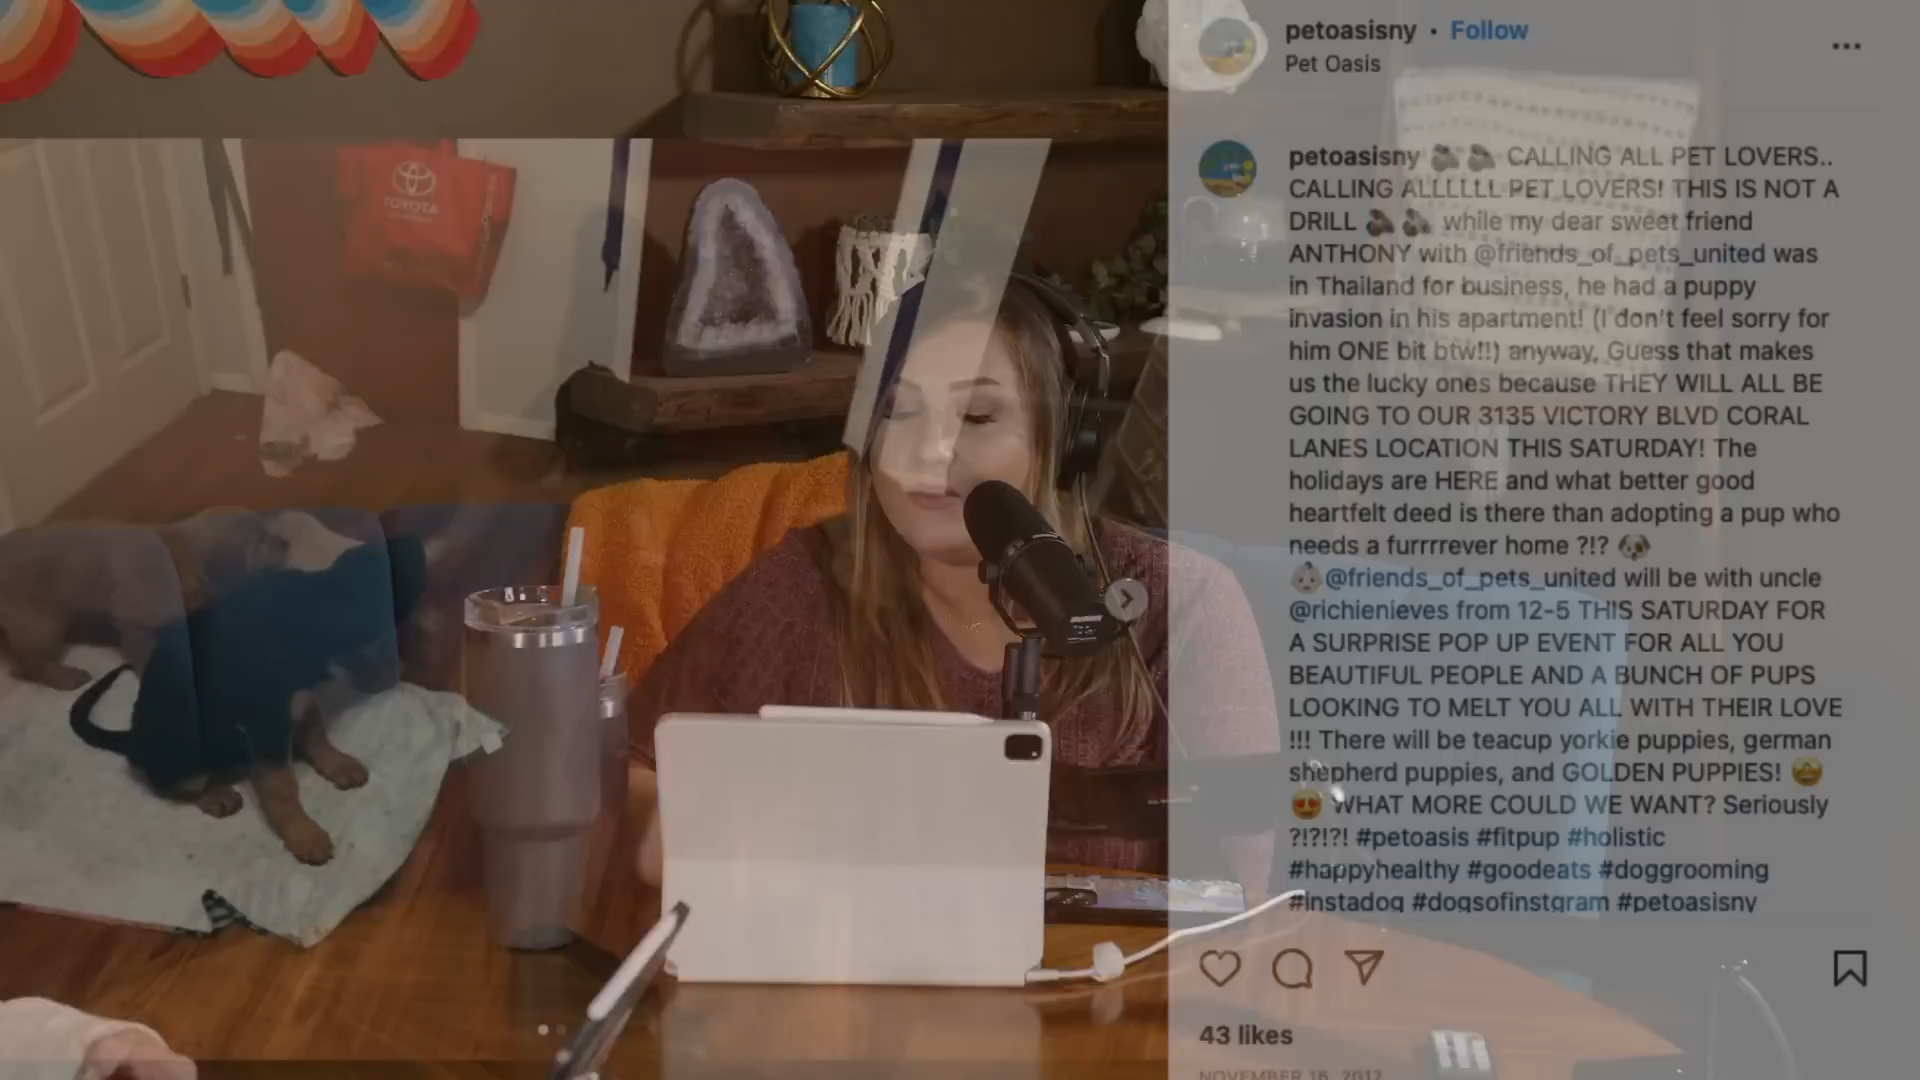 petoasisny • Follow
Pet Oasis
TOYOTA
petoasisny CALLING ALL PET LOVERS..
CALLING ALLLLLL PET LOVERS! THIS IS NOT A
DRILL while my dear sweet friend
ANTHONY with @friends_of_pets_united was
in Thailand for business, he had a puppy
invasion in his apartment! (I don't feel sorry for
him ONE bit btw!!) anyway, Guess that makes
us the lucky ones because THEY WILL ALL BE
GOING TO OUR 3135 VICTORY BLVD CORAL
LANES LOCATION THIS SATURDAY! The
holidays are HERE and what better good
heartfelt deed is there than adopting a pup who
needs a furrrrever home ?!?
@friends_of_pets_united will be with uncle
@richienieves from 12-5 THIS SATURDAY FOR
A SURPRISE POP UP EVENT FOR ALL YOU
BEAUTIFUL PEOPLE AND A BUNCH OF PUPS
LOOKING TO MELT YOU ALL WITH THEIR LOVE
!!! There will be teacup yorkie puppies, german
shepherd puppies, and GOLDEN PUPPIES!
WHAT MORE COULD WE WANT? Seriously
?!?!?! #petoasis #fitpup #holistic
#happyhealthy #goodeats #doggrooming
#instadog #dogsofinstgram #petoasisny
43 likes
NOVEMBER 16, 2017